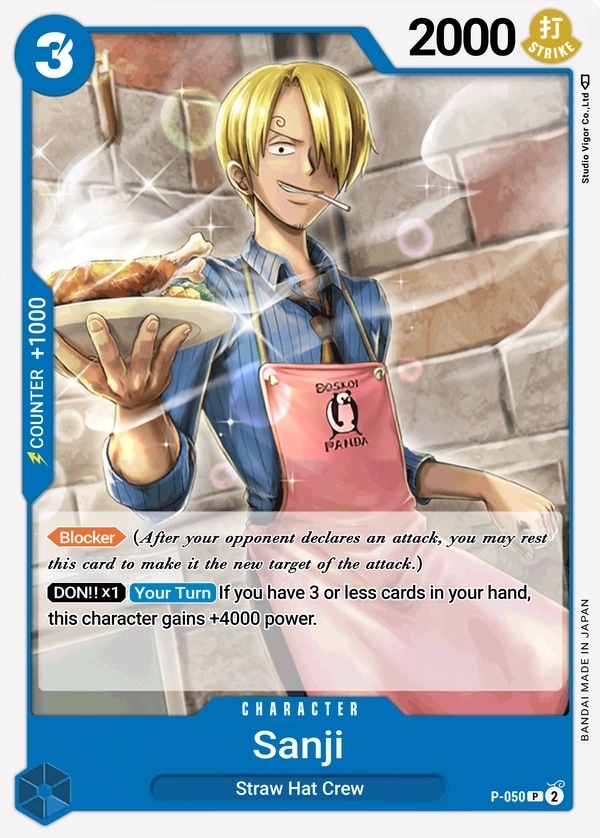 3
2000
打
STRIKE
Studio Vigor Co.,Ltd
COUNTER +1000
DOSKOI
PANDA
Blocker (After your opponent declares an attack, you may rest
this card to make it the new target of the attack.)
DON!! x1 Your Turn If you have 3 or less cards in your hand,
this character gains +4000 power.
BANDAI MADE IN JAPAN
CHARACTER
Sanji
Straw Hat Crew
P-050 P 2